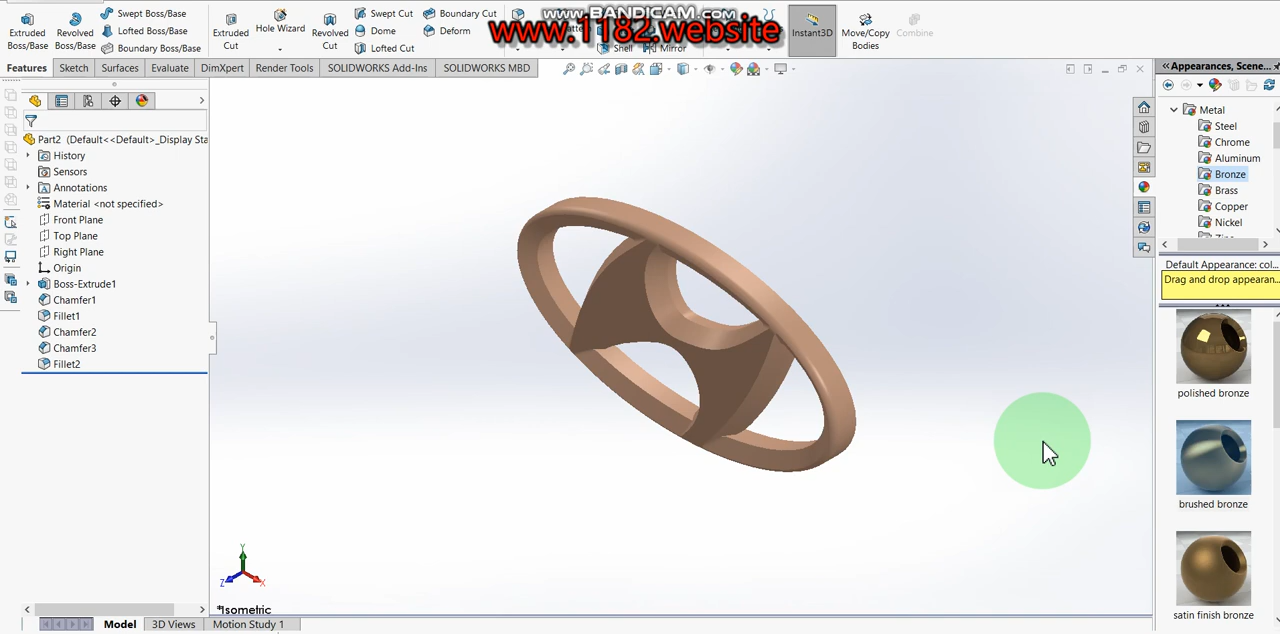 www.BANDICAM.com
www.1182.website
Extruded Boss/Base
Revolved Boss/Base
Swept Boss/Base
Lofted Boss/Base
Boundary Boss/Base
Extruded Cut
Hole Wizard
Revolved Cut
Swept Cut
Dome
Lofted Cut
Boundary Cut
Deform
Shell
Mirror
Instant3D
Move/Copy Bodies
Combine
Features
Sketch
Surfaces
Evaluate
DimXpert
Render Tools
SOLIDWORKS Add-Ins
SOLIDWORKS MBD
Part2 (Default<<Default>_Display Sta
History
Sensors
Annotations
Material <not specified>
Front Plane
Top Plane
Right Plane
Origin
Boss-Extrude1
Chamfer1
Fillet1
Chamfer2
Chamfer3
Fillet2
Y
Z
X
*Isometric
Model
3D Views
Motion Study 1
Appearances, Scene...
Metal
Steel
Chrome
Aluminum
Bronze
Brass
Copper
Nickel
Default Appearance: col...
Drag and drop appearan...
polished bronze
brushed bronze
satin finish bronze